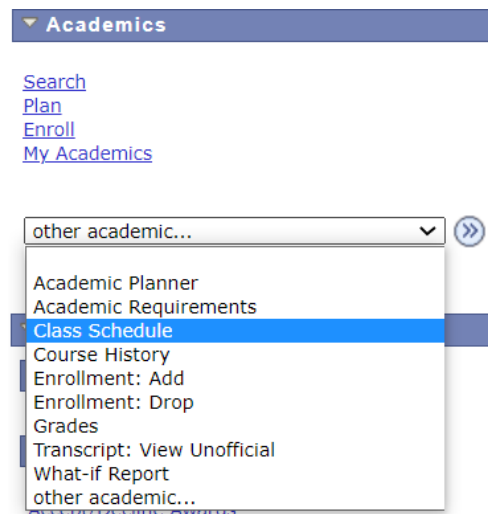 Academics
Search
Plan
Enroll
My Academics
other academic...
Academic Planner
Academic Requirements
Class Schedule
Course History
Enrollment: Add
Enrollment: Drop
Grades
Transcript: View Unofficial
What-if Report
other academic...